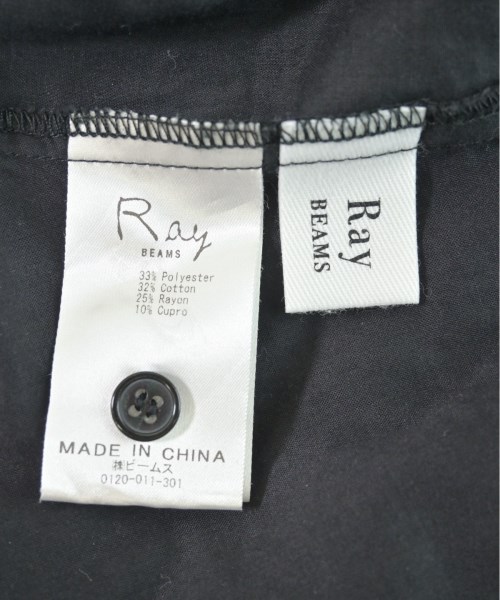 Ray
BEAMS
33% Polyester
32% Cotton
25% Rayon
10% Cupro
MADE IN CHINA
㈱ビームス
0120-011-301
Ray
BEAMS